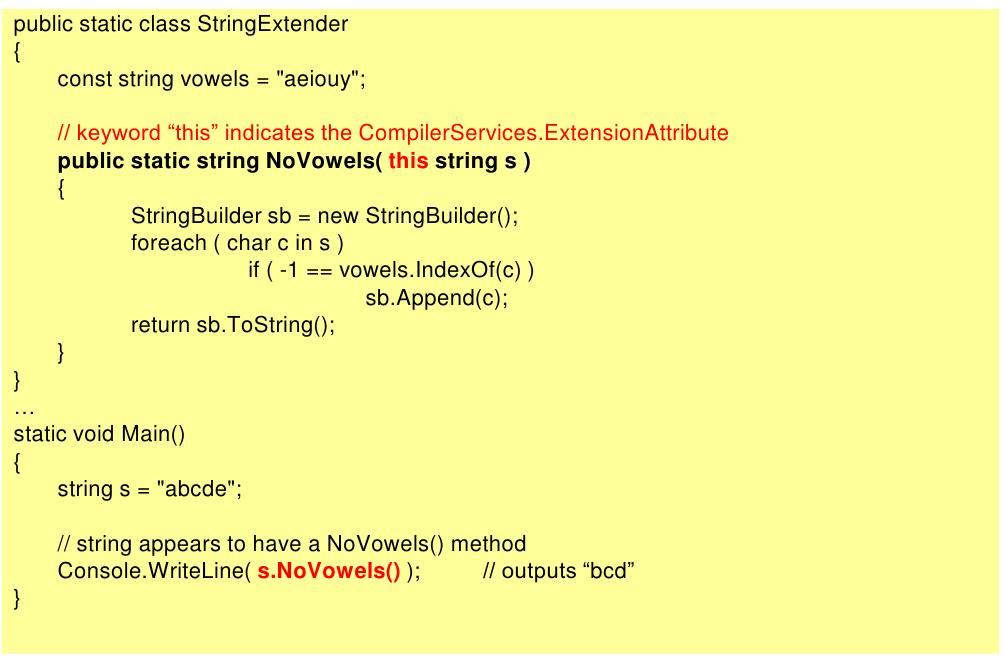 public static class StringExtender
{
const string vowels = "aeiouy";
// keyword “this” indicates the CompilerServices.ExtensionAttribute
public static string NoVowels( this string s )
{
StringBuilder sb = new StringBuilder();
foreach ( char c in s )
if ( -1 == vowels.IndexOf(c) )
sb.Append(c);
return sb.ToString();
}
}
…
static void Main()
{
string s = "abcde";
// string appears to have a NoVowels() method
Console.WriteLine( s.NoVowels() ); // outputs “bcd”
}